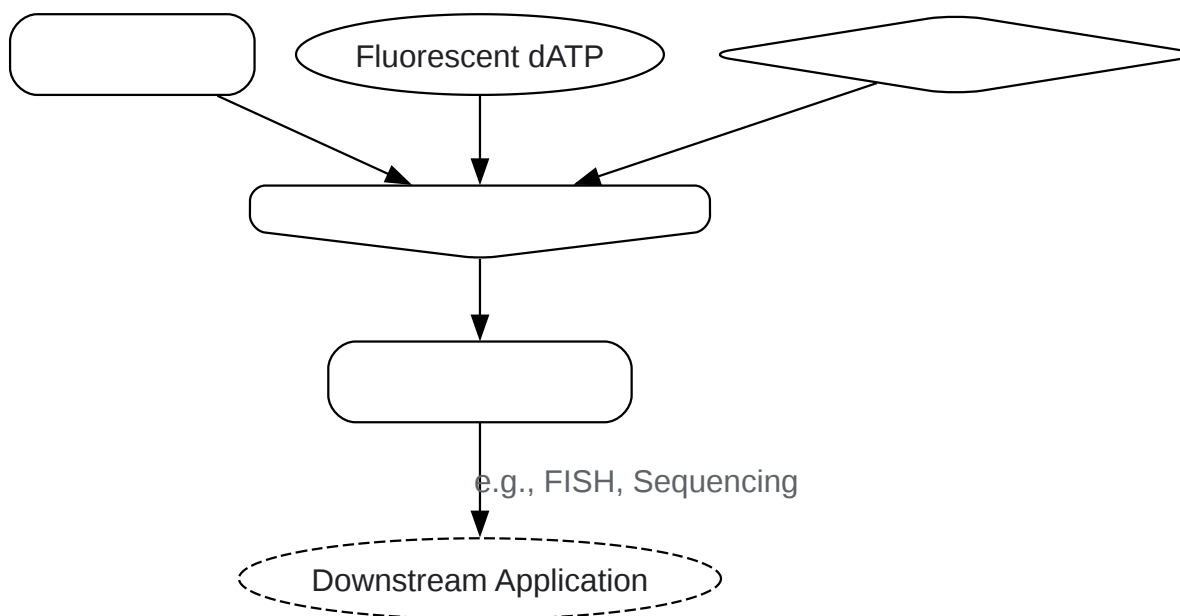 Fluorescent dATP
e.g., FISH, Sequencing
Downstream Application